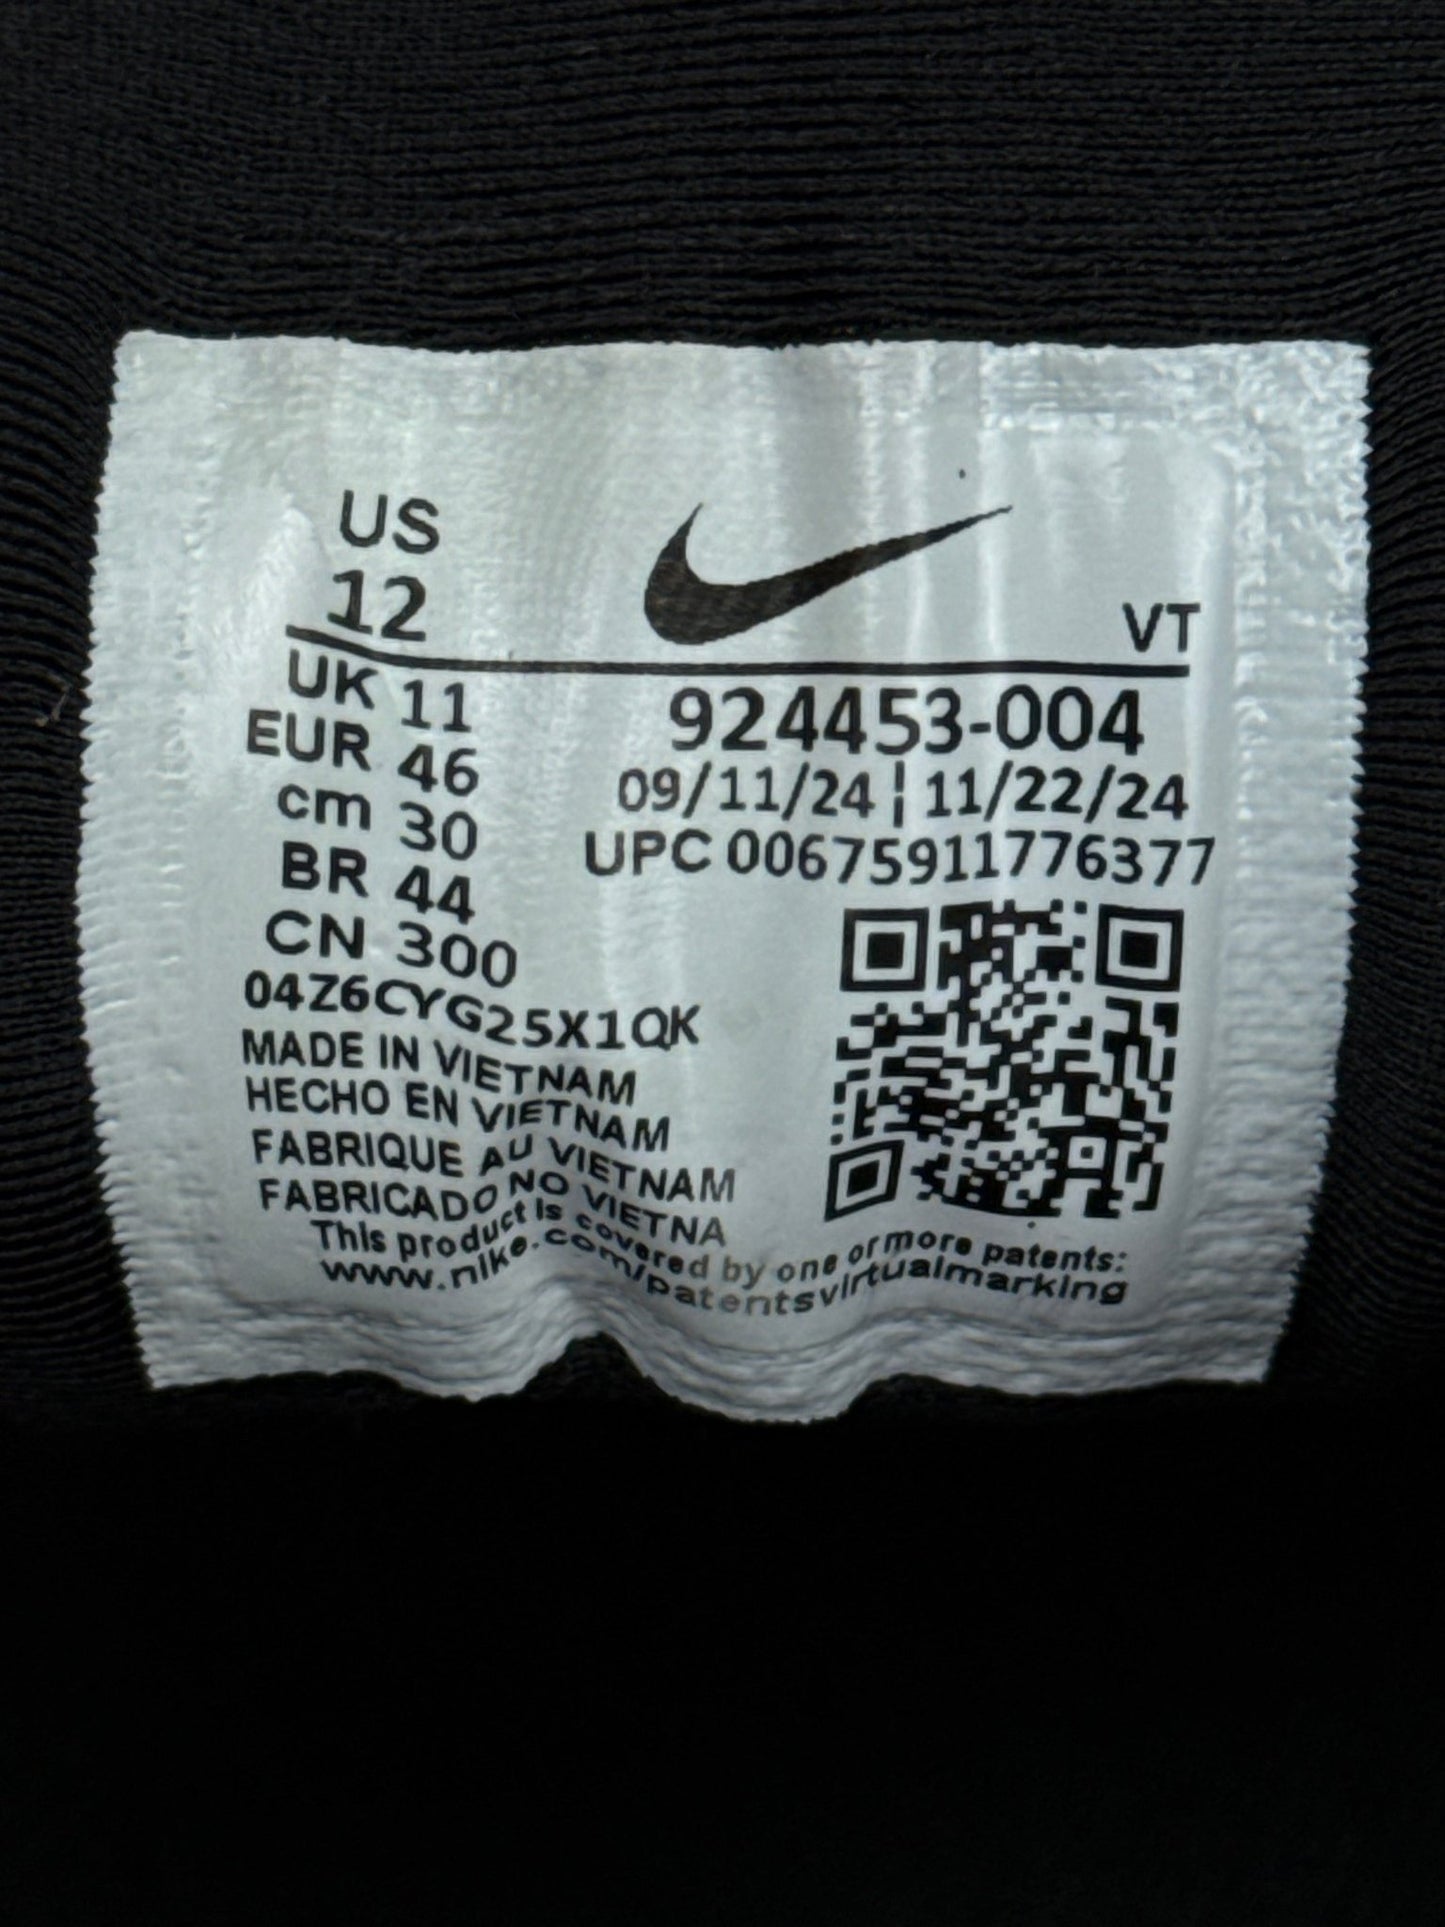 US
12
VT
UK 11
EUR 46
cm 30
BR 44
CN 300
924453-004
09/11/24 ¦ 11/22/24
UPC 00675911776377
04Z6CYG25X1QK
MADE IN VIETNAM
HECHO EN VIETNAM
FABRIQUE AU VIETNAM
FABRICADO NO VIETNA
This product is covered by one or more patents:
www.nike.com/patentsvirtualmarking